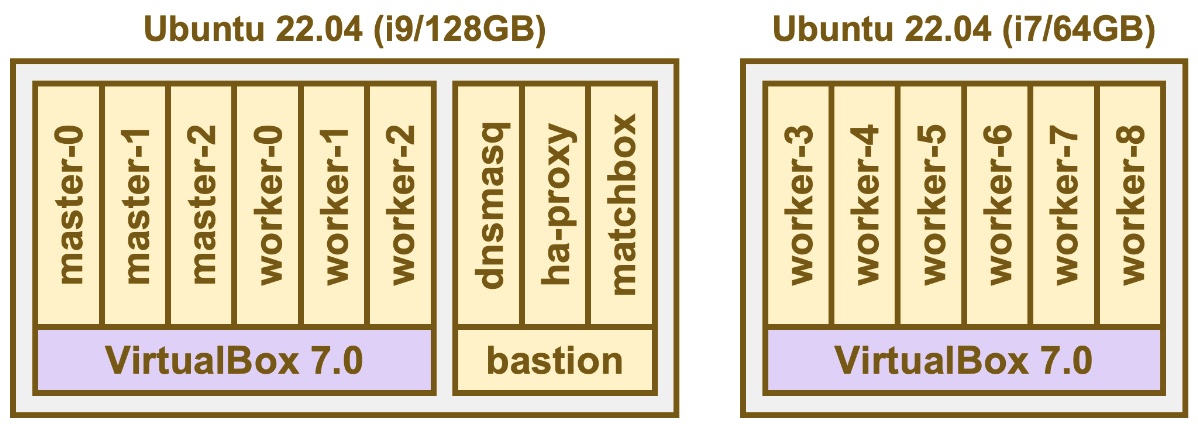 Ubuntu 22.04 (i9/128GB)
master-0
master-1
master-2
worker-0
worker-1
worker-2
VirtualBox 7.0
dnsmasq
ha-proxy
matchbox
bastion
Ubuntu 22.04 (i7/64GB)
worker-3
worker-4
worker-5
worker-6
worker-7
worker-8
VirtualBox 7.0